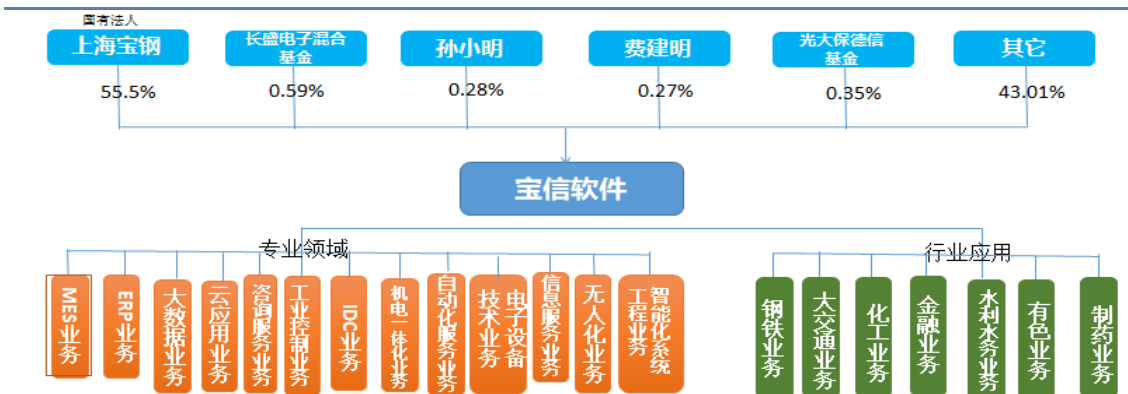 国有法人
上海宝钢
长盛电子混合
基金
孙小明
费建明
光大保德信
基金
其它
55.5%
0.59%
0.28%
0.27%
0.35%
43.01%
宝信软件
专业领域
行业应用
MES业务
ERP业务
大数据业务
云应用业务
咨询服务业务
工业控制业务
IDC业务
机电一体化业务
自动化服务业务
电子设备
技术业务
信息服务业务
无人化业务
智能化系统
工程业务
钢铁业务
大交通业务
化工业务
金融业务
水利水务业务
有色业务
制药业务